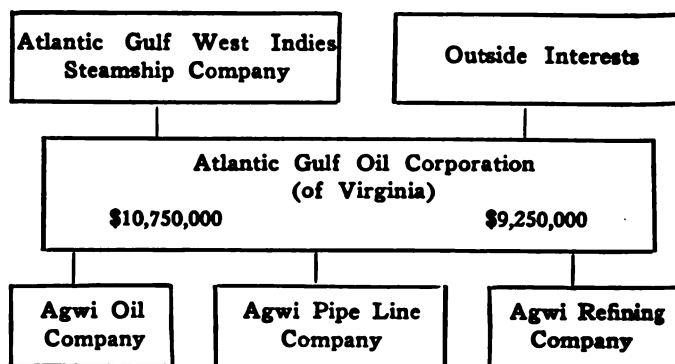 Atlantic Gulf West Indies
Steamship Company
Outside Interests
Atlantic Gulf Oil Corporation
(of Virginia)
$10,750,000
$9,250,000
Agwi Oil
Company
Agwi Pipe Line
Company
Agwi Refining
Company